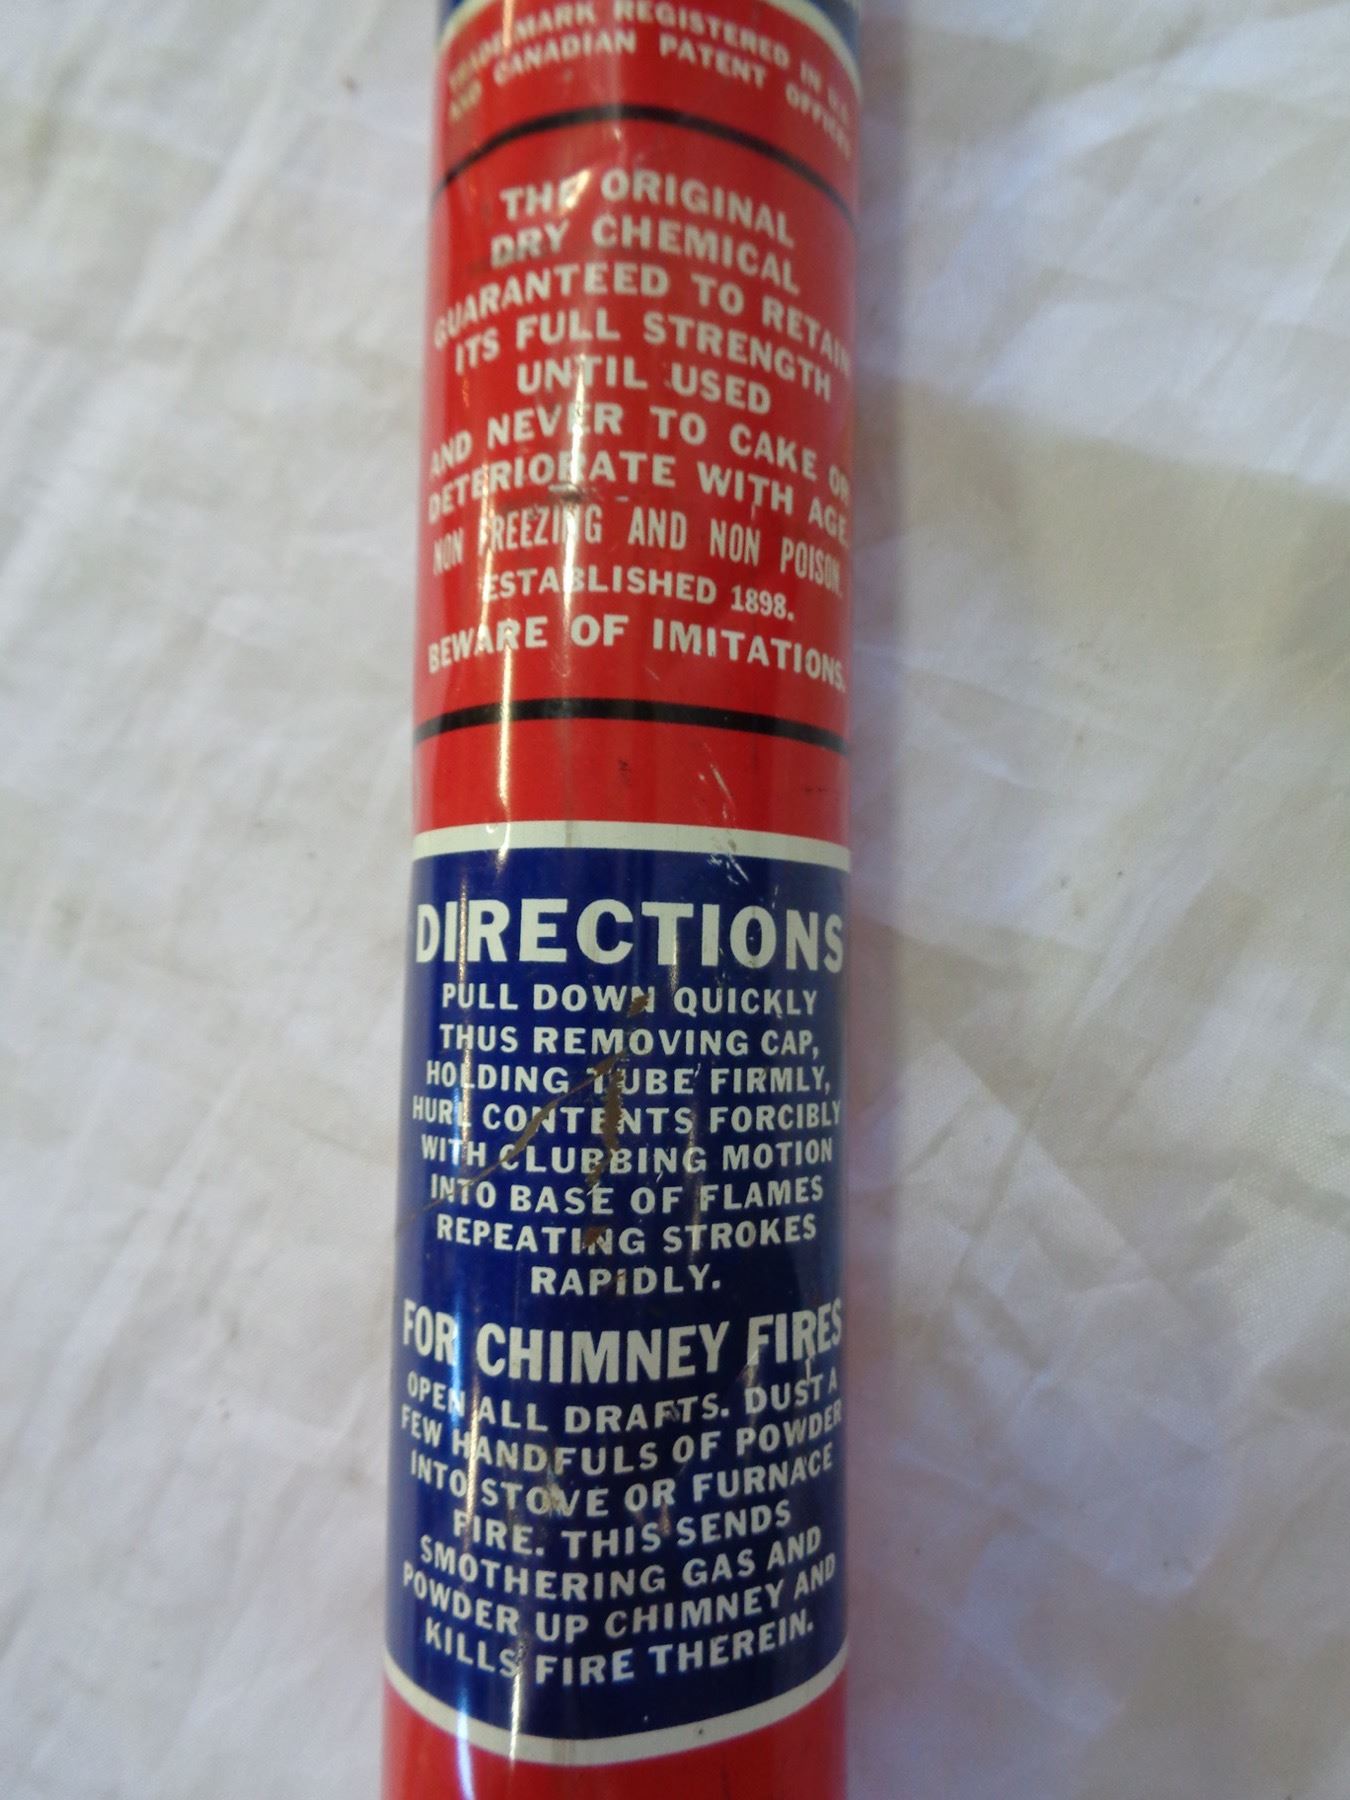 TRADE MARK REGISTERED IN U.S.
AND CANADIAN PATENT OFFICES
THE ORIGINAL
DRY CHEMICAL
GUARANTEED TO RETAIN
ITS FULL STRENGTH
UNTIL USED
AND NEVER TO CAKE OR
DETERIORATE WITH AGE.
NON FREEZING AND NON POISON.
ESTABLISHED 1898.
BEWARE OF IMITATIONS.
DIRECTIONS
PULL DOWN QUICKLY
THUS REMOVING CAP,
HOLDING TUBE FIRMLY,
HURL CONTENTS FORCIBLY
WITH CLUBBING MOTION
INTO BASE OF FLAMES
REPEATING STROKES
RAPIDLY.
FOR CHIMNEY FIRES
OPEN ALL DRAFTS. DUST A
FEW HANDFULS OF POWDER
INTO STOVE OR FURNACE
FIRE. THIS SENDS
SMOTHERING GAS AND
POWDER UP CHIMNEY AND
KILLS FIRE THEREIN.